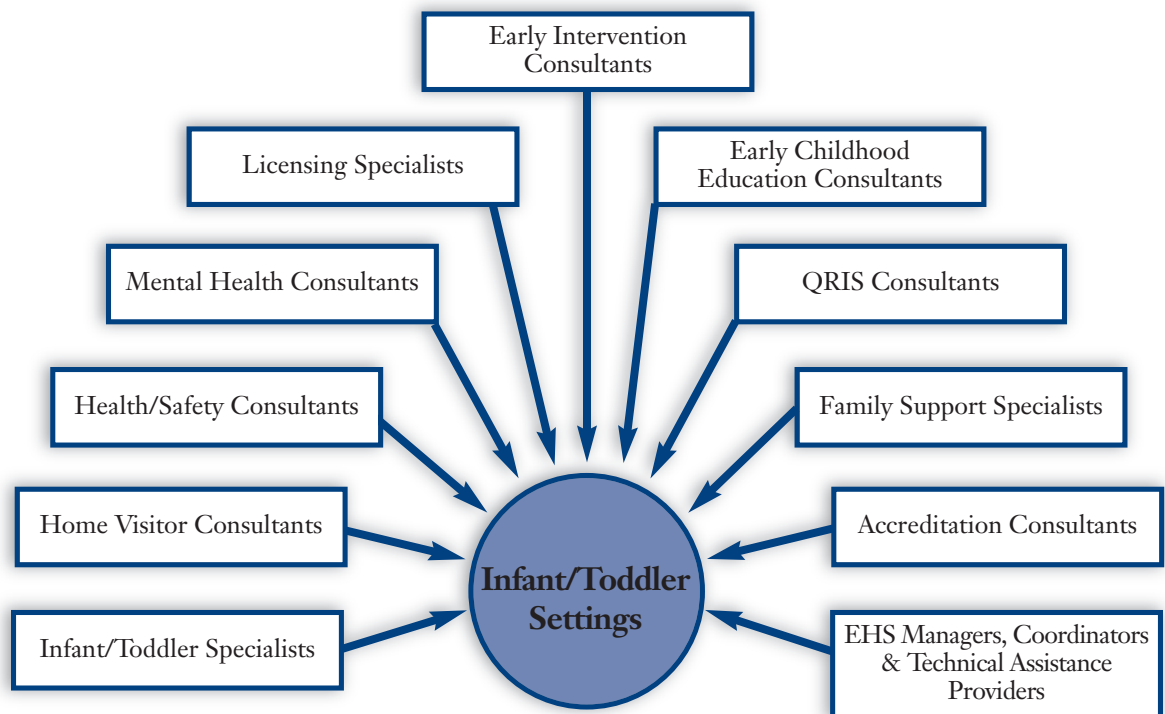 Early Intervention
Consultants
Licensing Specialists
Early Childhood
Education Consultants
Mental Health Consultants
QRIS Consultants
Health/Safety Consultants
Family Support Specialists
Home Visitor Consultants
Accreditation Consultants
Infant/Toddler
Settings
Infant/Toddler Specialists
EHS Managers, Coordinators
& Technical Assistance
Providers